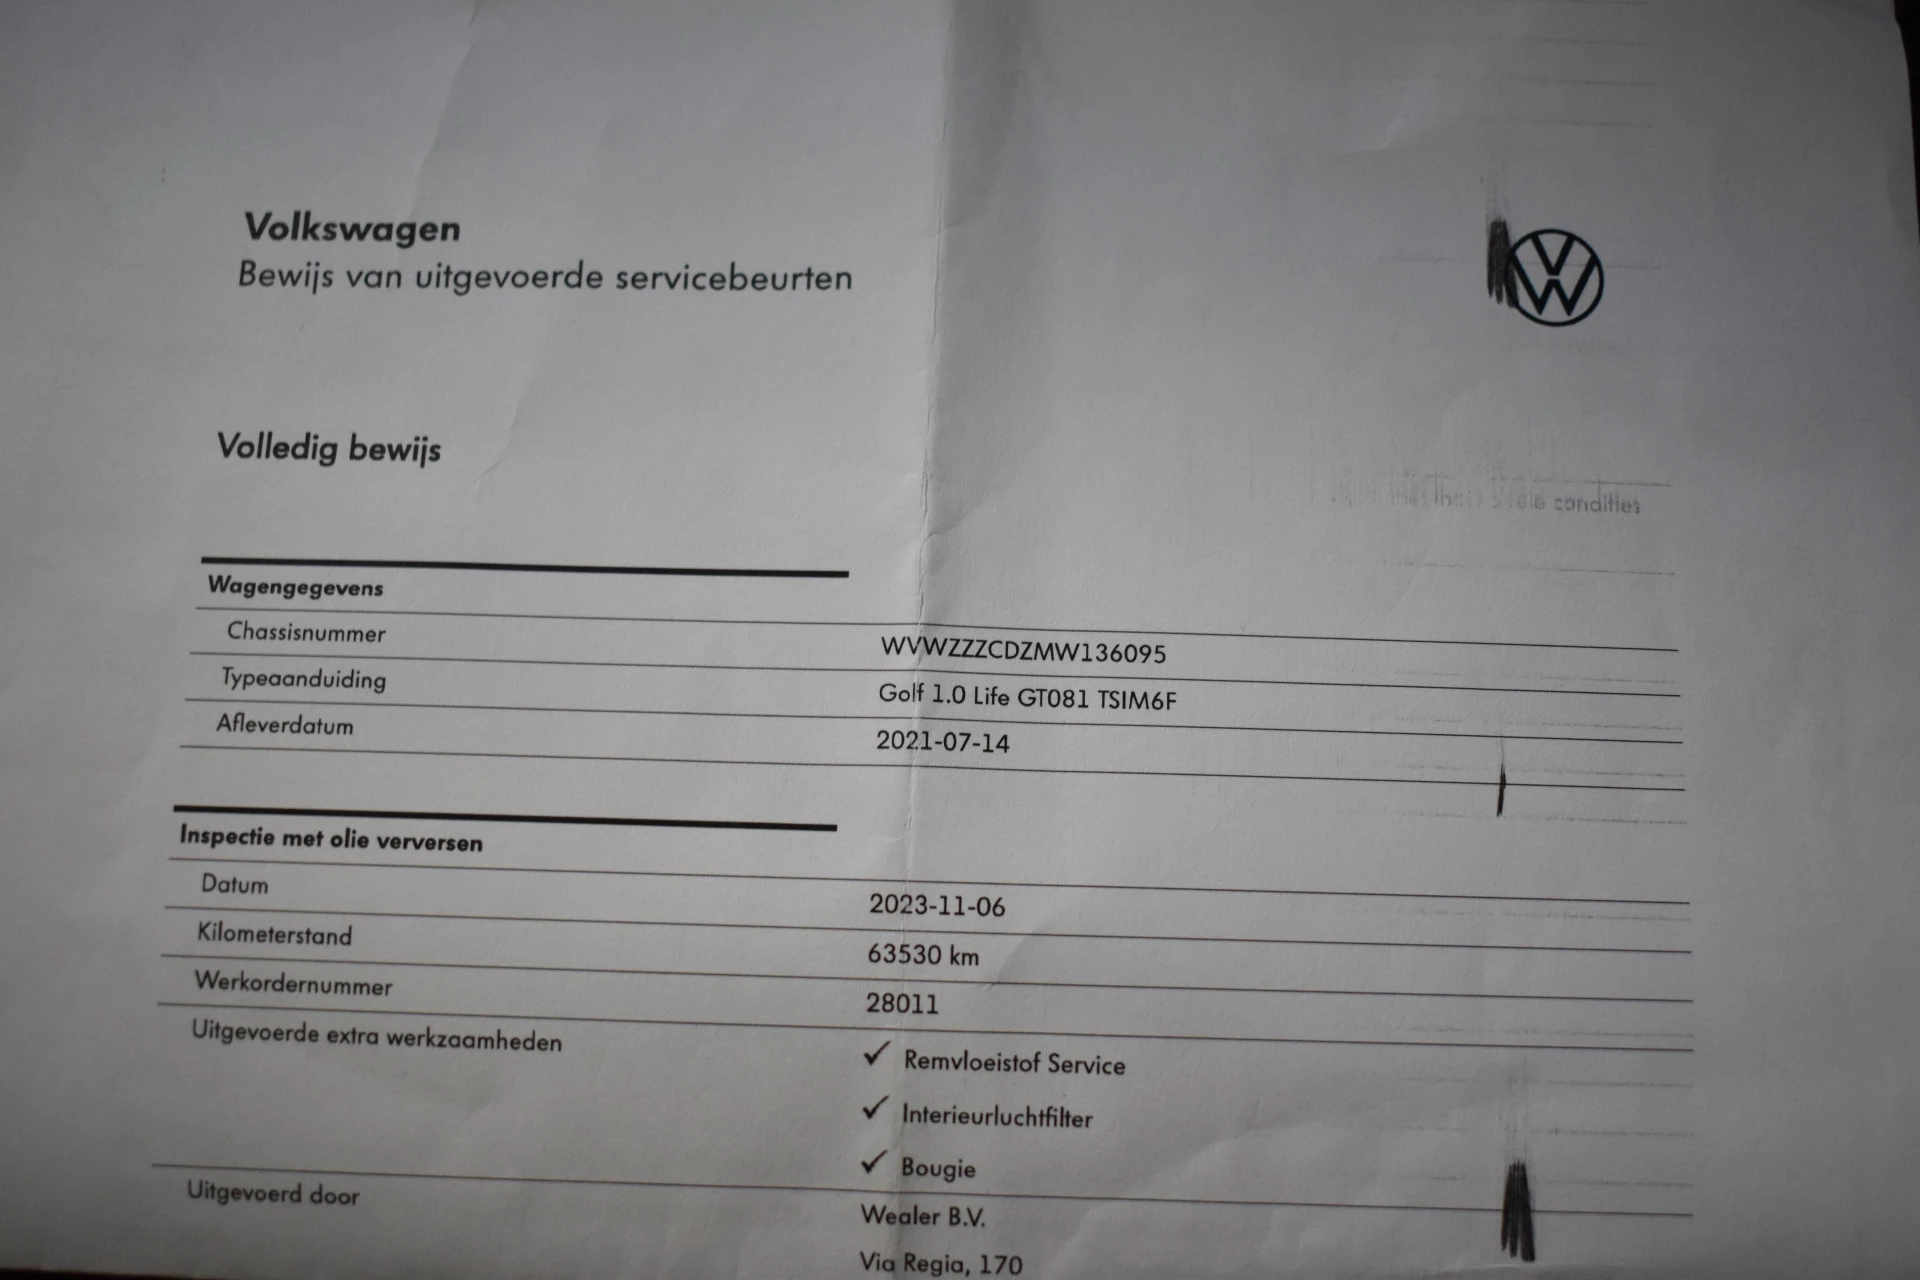 Volkswagen
Bewijs van uitgevoerde servicebeurten
Volledig bewijs
condities
Wagengegevens
Chassisnummer WVWZZZCDZMW136095
Typeaanduiding Golf 1.0 Life GT081 TSIM6F
Afleverdatum 2021-07-14
Inspectie met olie verversen
Datum 2023-11-06
Kilometerstand 63530 km
Werkordernummer 28011
Uitgevoerde extra werkzaamheden ✓ Remvloeistof Service
✓ Interieurluchtfilter
✓ Bougie
Uitgevoerd door Wealer B.V.
Via Regia, 170